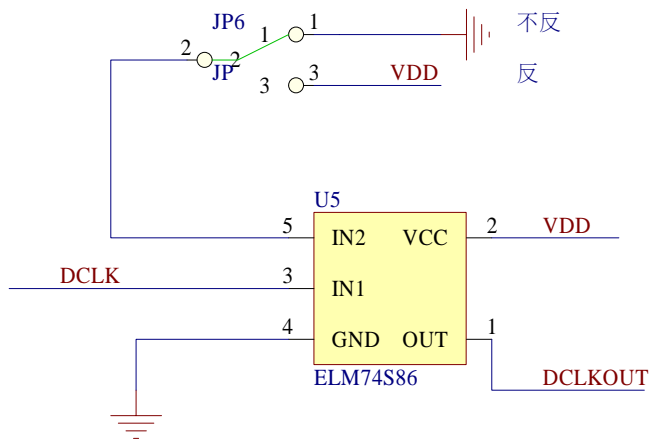 JP6
1
1
不反
2
2
JP
反
3
3
VDD
U5
5
IN2
VCC
2
VDD
DCLK
3
IN1
4
GND
OUT
1
ELM74S86
DCLKOUT